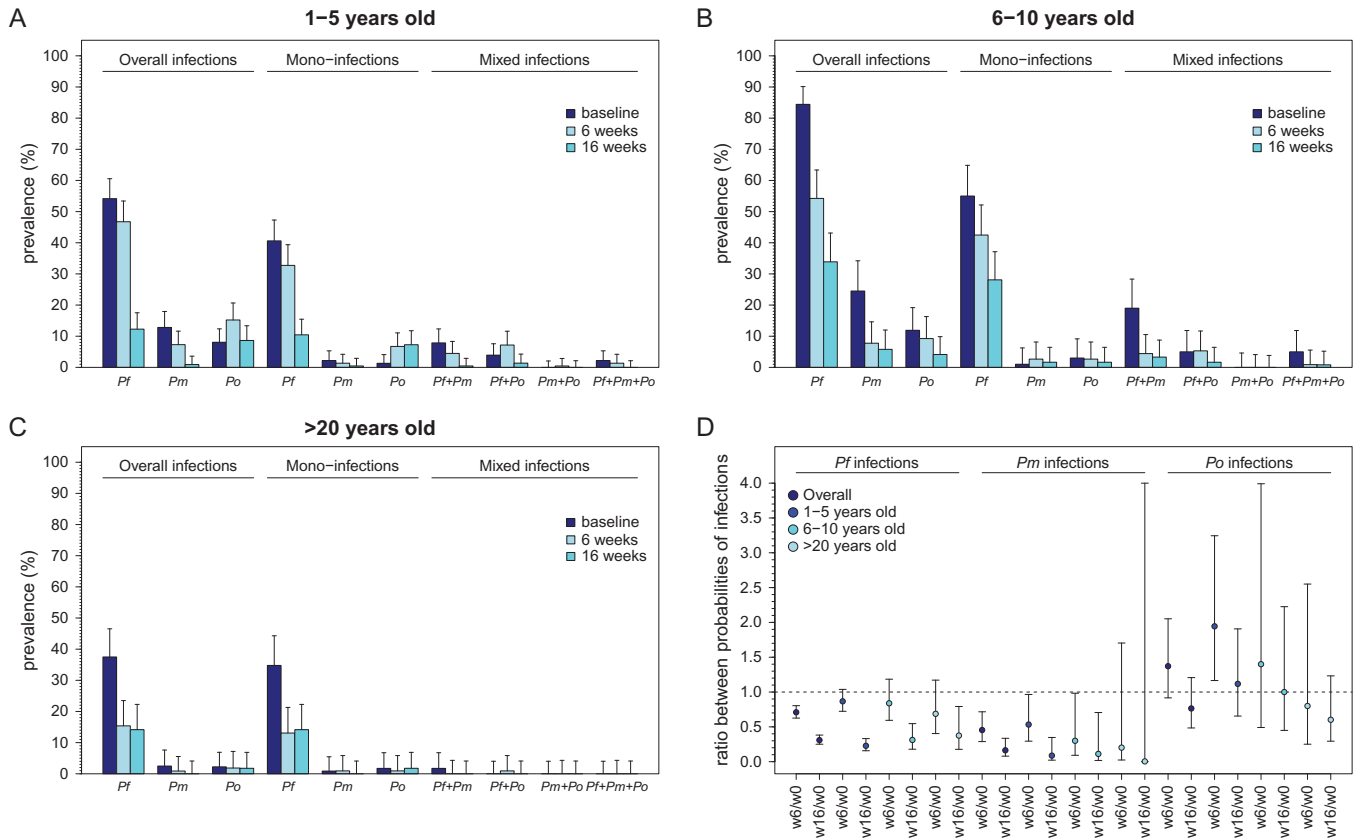 A
1−5 years old
100
90
80
70
60
50
40
30
20
10
0
prevalence (%)
Overall infections
Mono−infections
Mixed infections
baseline
6 weeks
16 weeks
Pf
Pm
Po
Pf
Pm
Po
Pf+Pm
Pf+Po
Pm+Po
Pf+Pm+Po
B
6−10 years old
100
90
80
70
60
50
40
30
20
10
0
prevalence (%)
Overall infections
Mono−infections
Mixed infections
baseline
6 weeks
16 weeks
Pf
Pm
Po
Pf
Pm
Po
Pf+Pm
Pf+Po
Pm+Po
Pf+Pm+Po
C
>20 years old
100
90
80
70
60
50
40
30
20
10
0
prevalence (%)
Overall infections
Mono−infections
Mixed infections
baseline
6 weeks
16 weeks
Pf
Pm
Po
Pf
Pm
Po
Pf+Pm
Pf+Po
Pm+Po
Pf+Pm+Po
D
Pf infections
Pm infections
Po infections
4.0
3.5
3.0
2.5
2.0
1.5
1.0
0.5
0.0
ratio between probabilities of infections
Overall
1−5 years old
6−10 years old
>20 years old
w6/w0
w16/w0
w6/w0
w16/w0
w6/w0
w16/w0
w6/w0
w16/w0
w6/w0
w16/w0
w6/w0
w16/w0
w6/w0
w16/w0
w6/w0
w16/w0
w6/w0
w16/w0
w6/w0
w16/w0
w6/w0
w16/w0
w6/w0
w16/w0